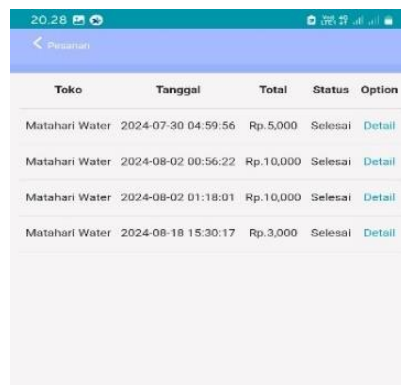 20.28
Pesanan
Toko Tanggal Total Status Option
Matahari Water 2024-07-30 04:59:56 Rp.5,000 Selesai Detail
Matahari Water 2024-08-02 00:56:22 Rp.10,000 Selesai Detail
Matahari Water 2024-08-02 01:18:01 Rp.10,000 Selesai Detail
Matahari Water 2024-08-18 15:30:17 Rp.3,000 Selesai Detail